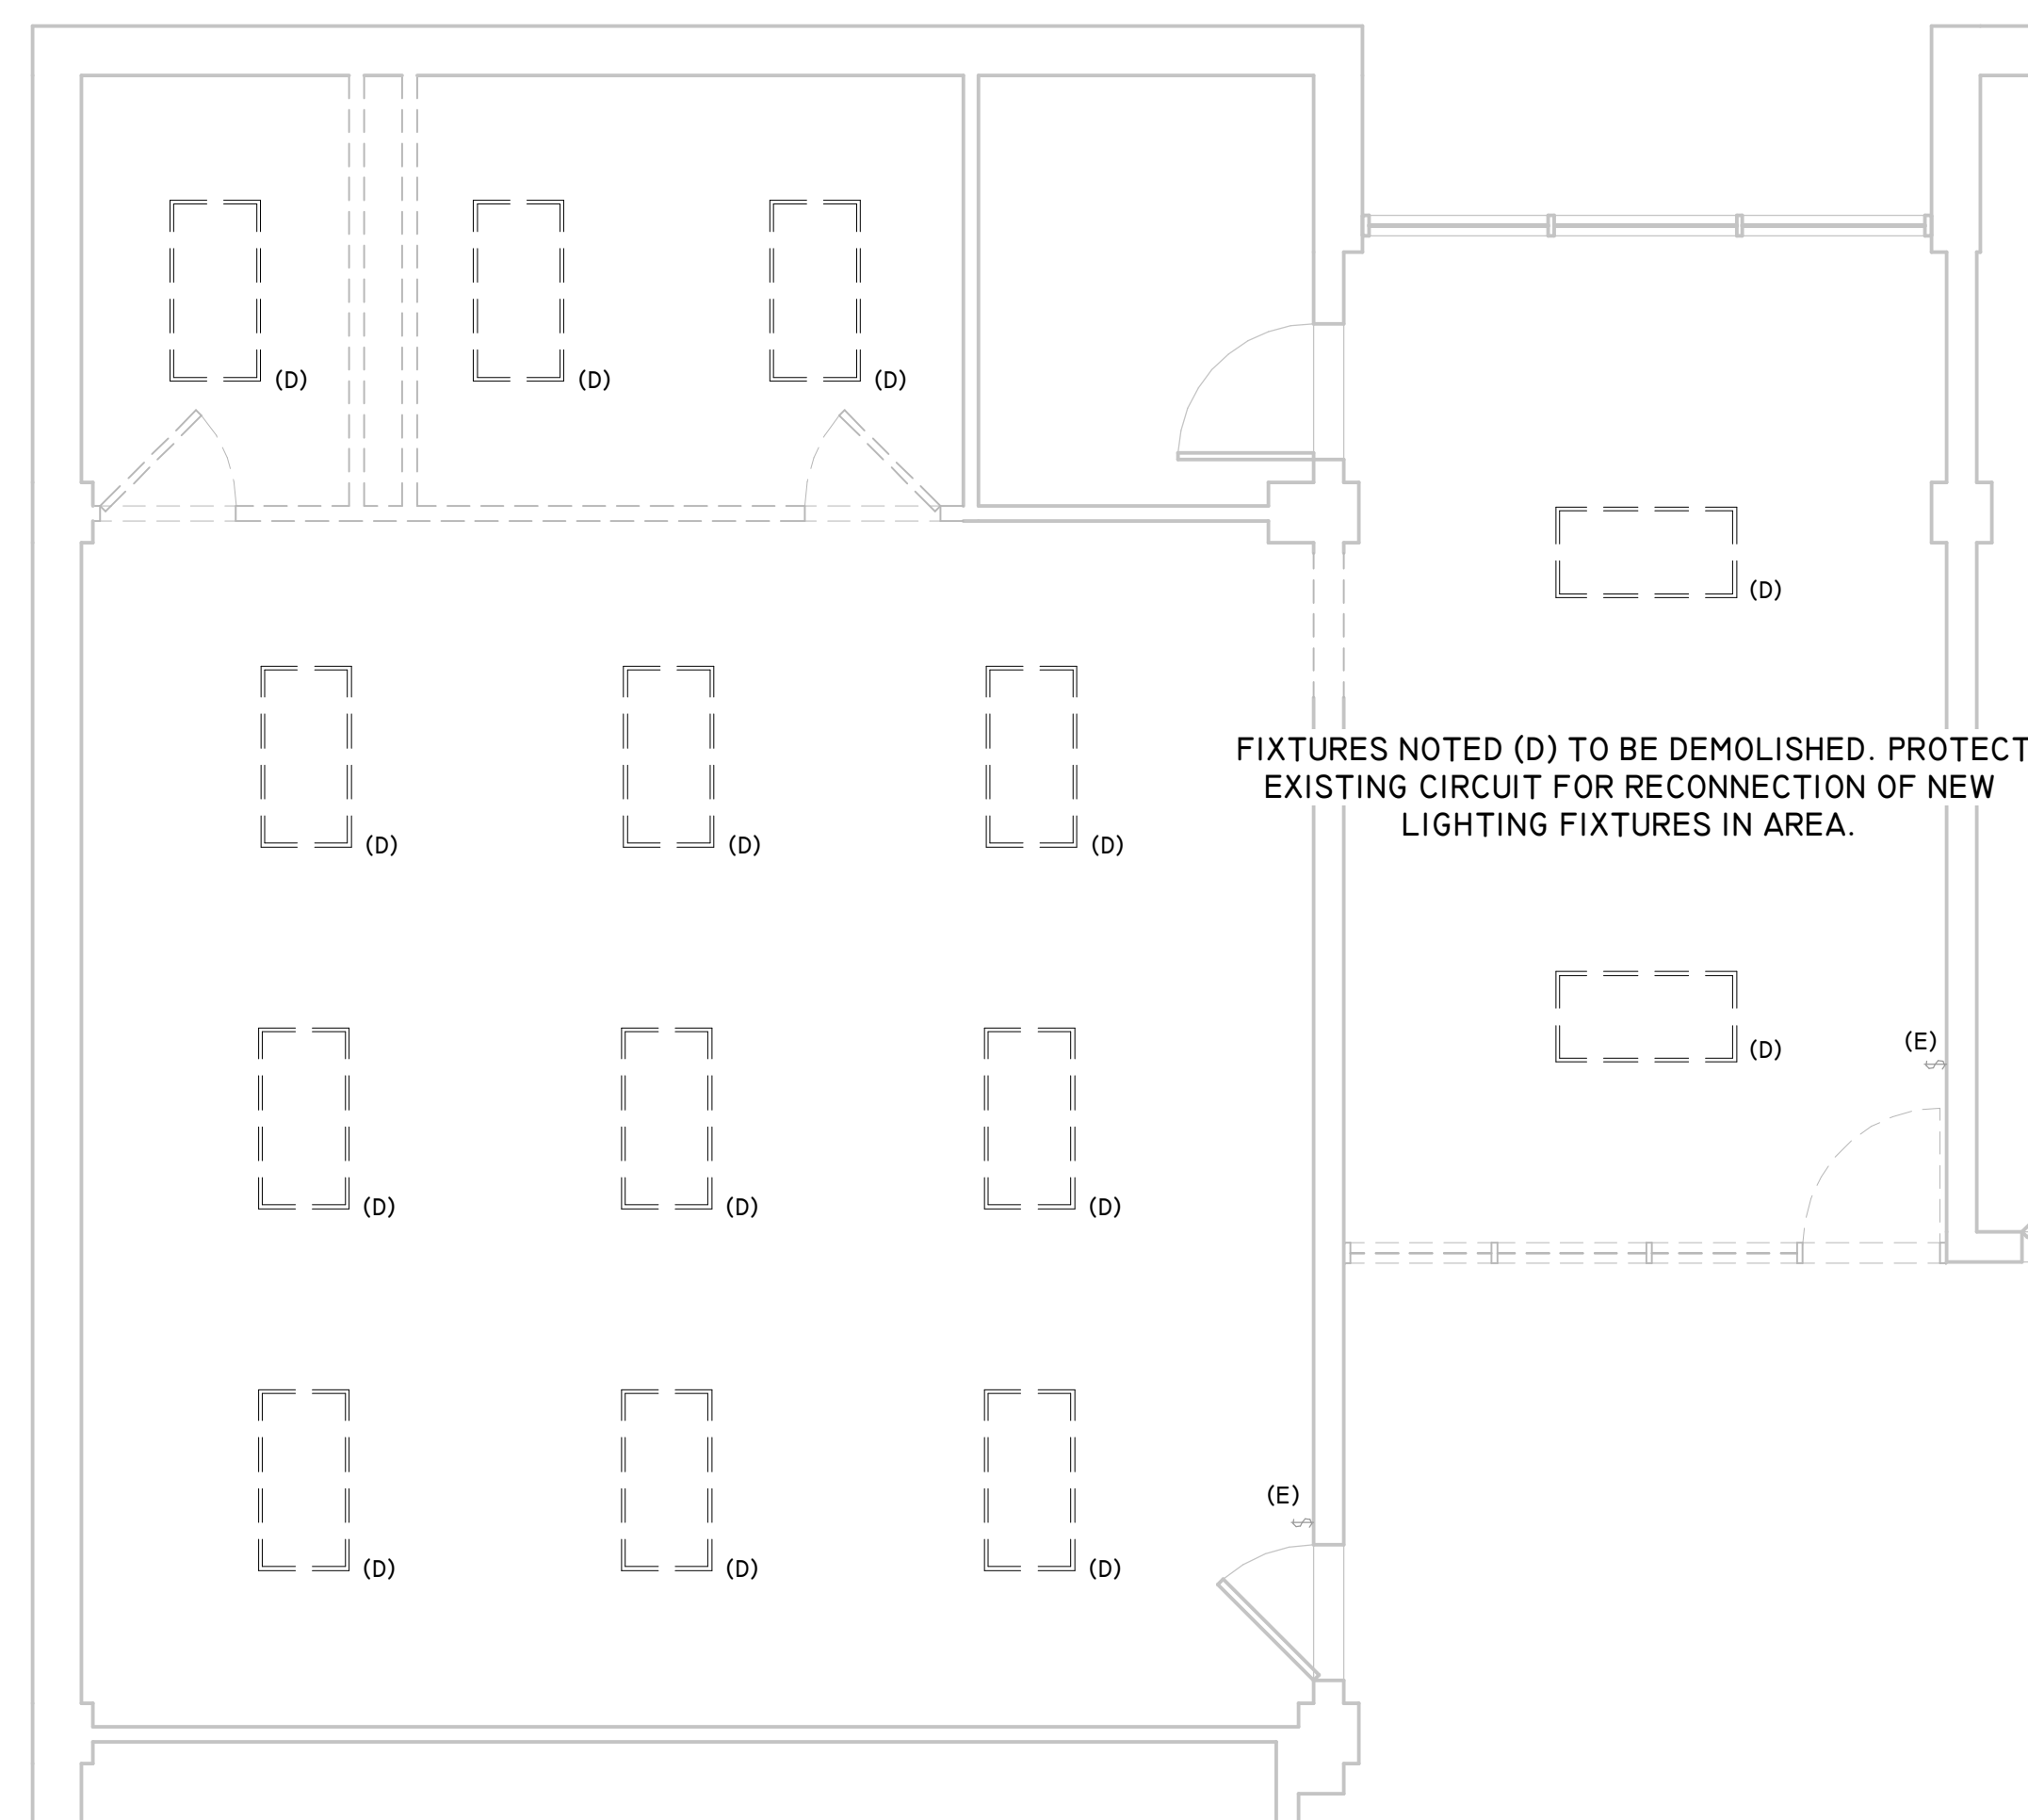 (D) (D) (D)
(D)
(D) (D) (D)
FIXTURES NOTED (D) TO BE DEMOLISHED. PROTECT
EXISTING CIRCUIT FOR RECONNECTION OF NEW
LIGHTING FIXTURES IN AREA.
(E)
$
(D)
(D) (D) (D)
(E)
$
(D) (D) (D)